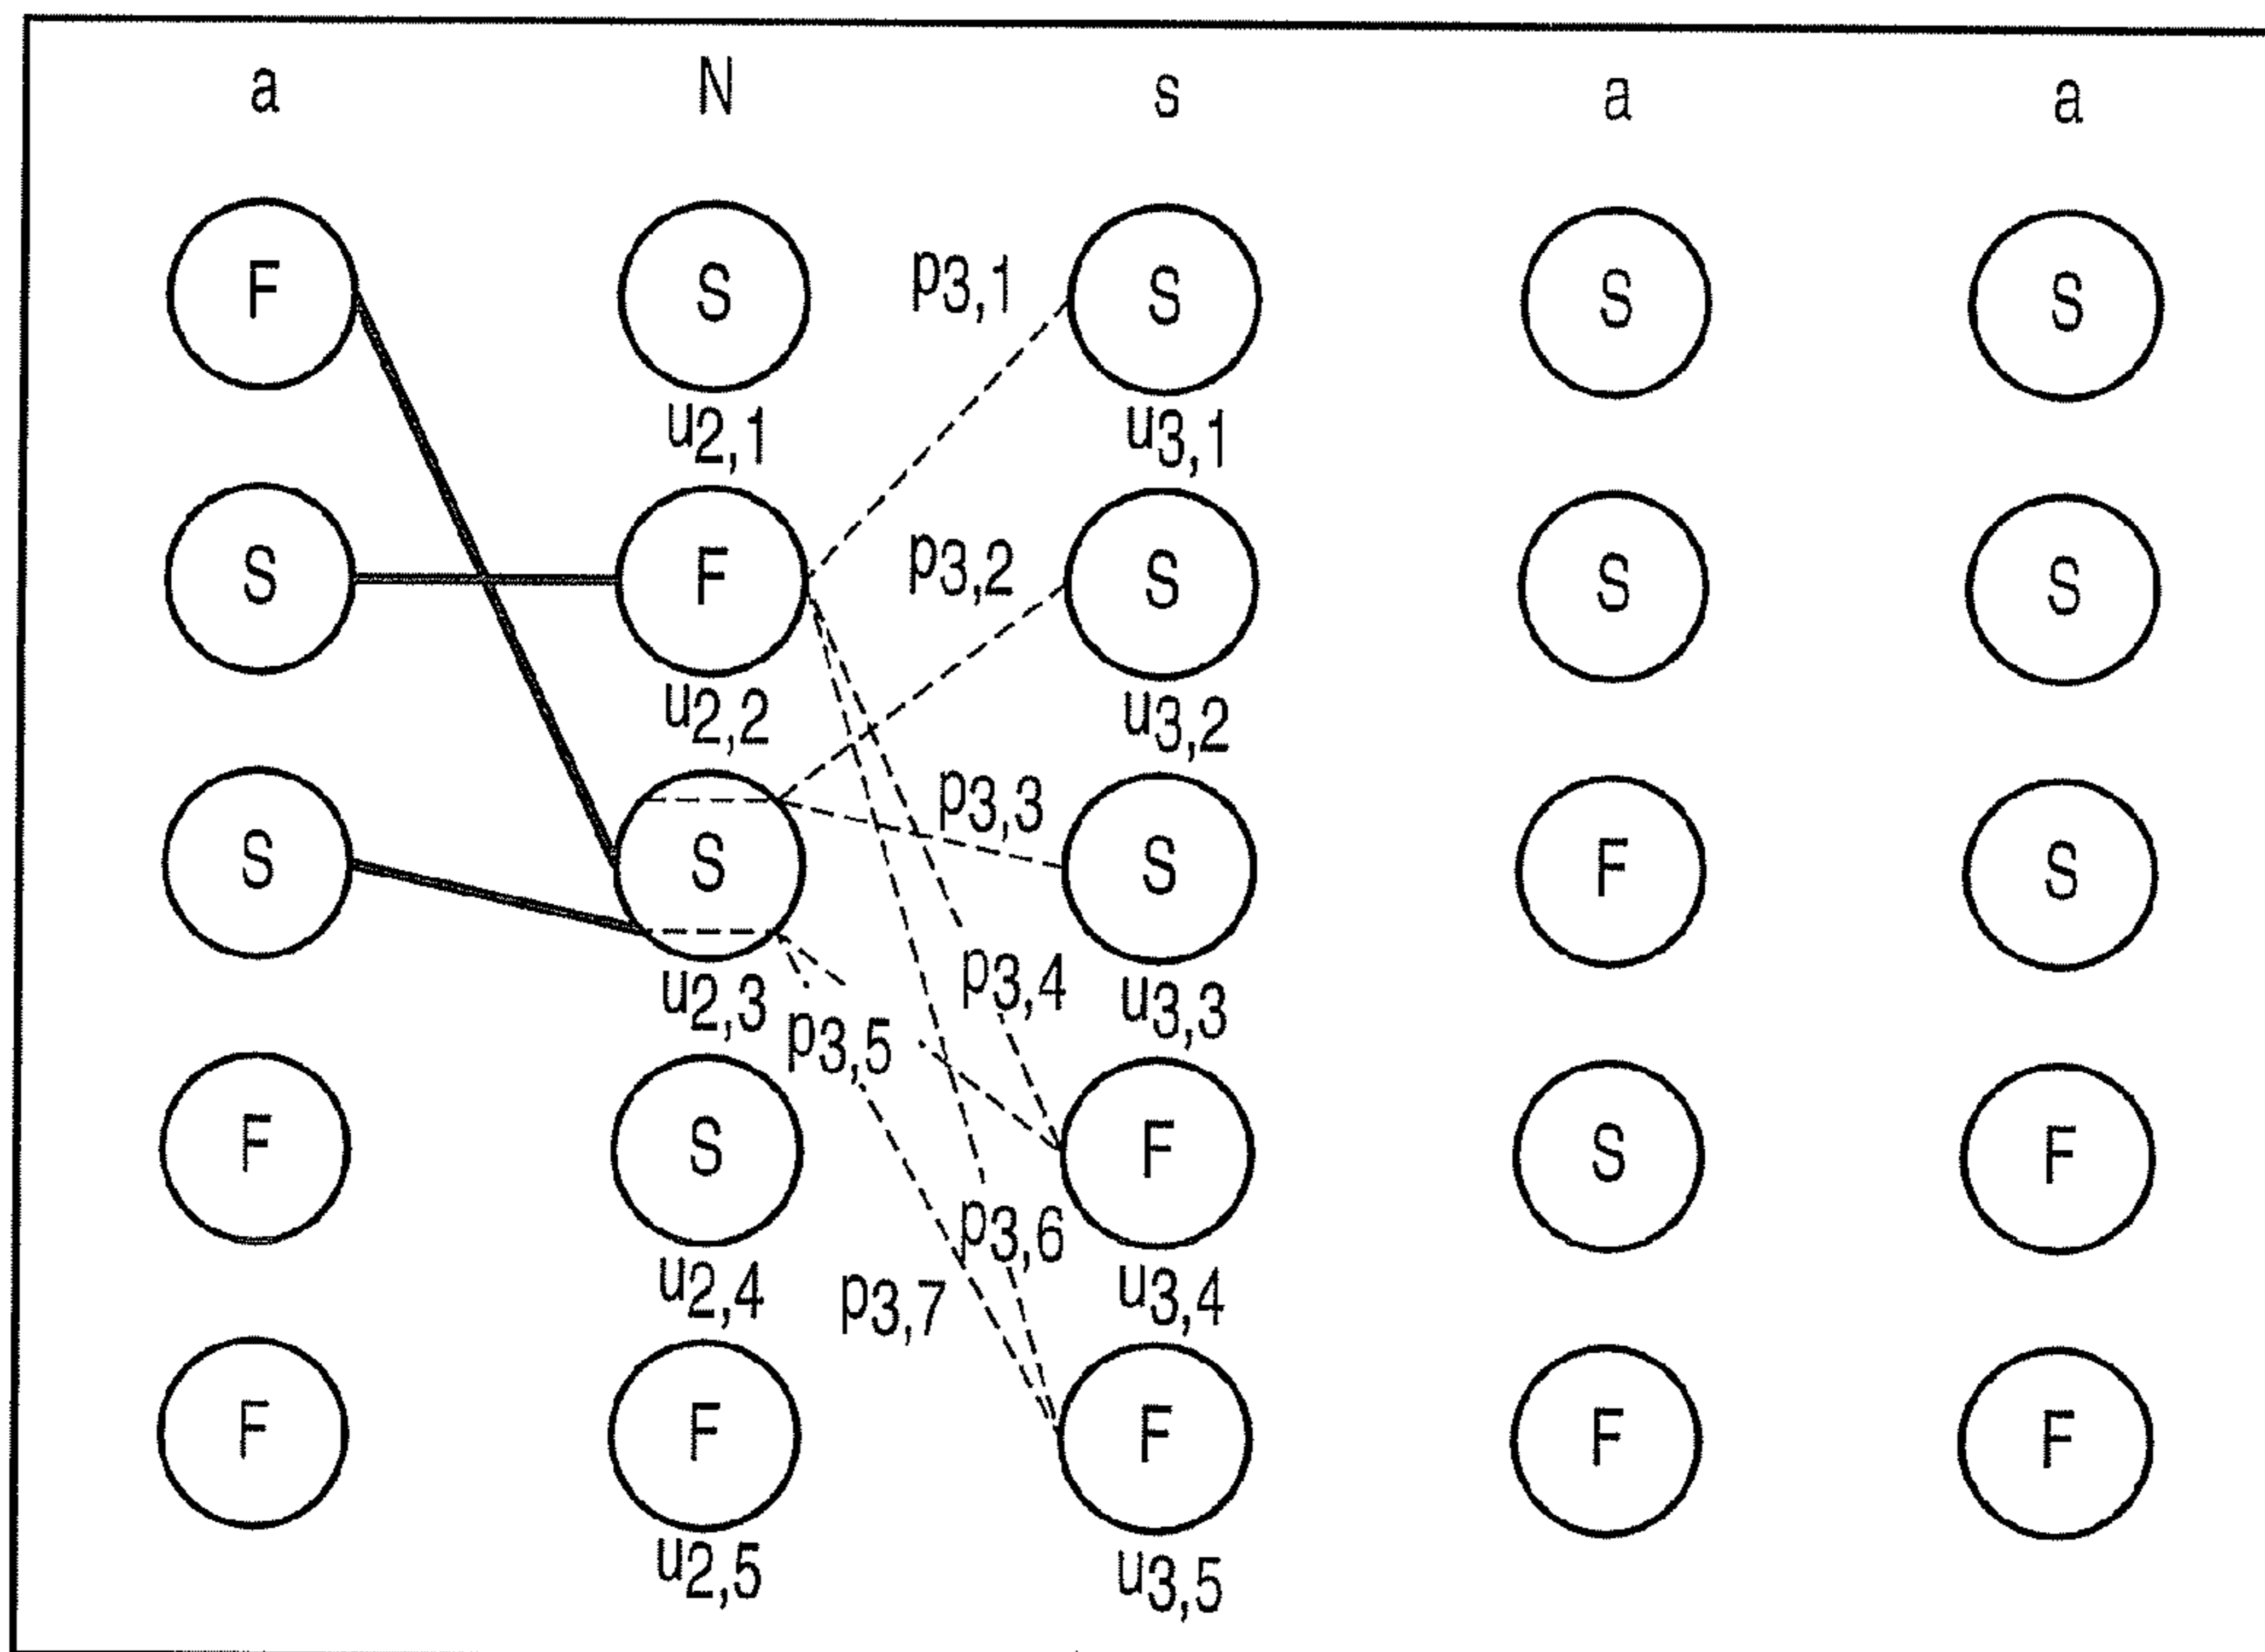 a N s a a
F S p3,1 S S S
u2,1 u3,1
S F p3,2 S S S
u2,2 u3,2
S S p3,3 S F S
u2,3 p3,4 u3,3
p3,5
F S F S F
u2,4 p3,6 u3,4
p3,7
F F F F F
u2,5 u3,5